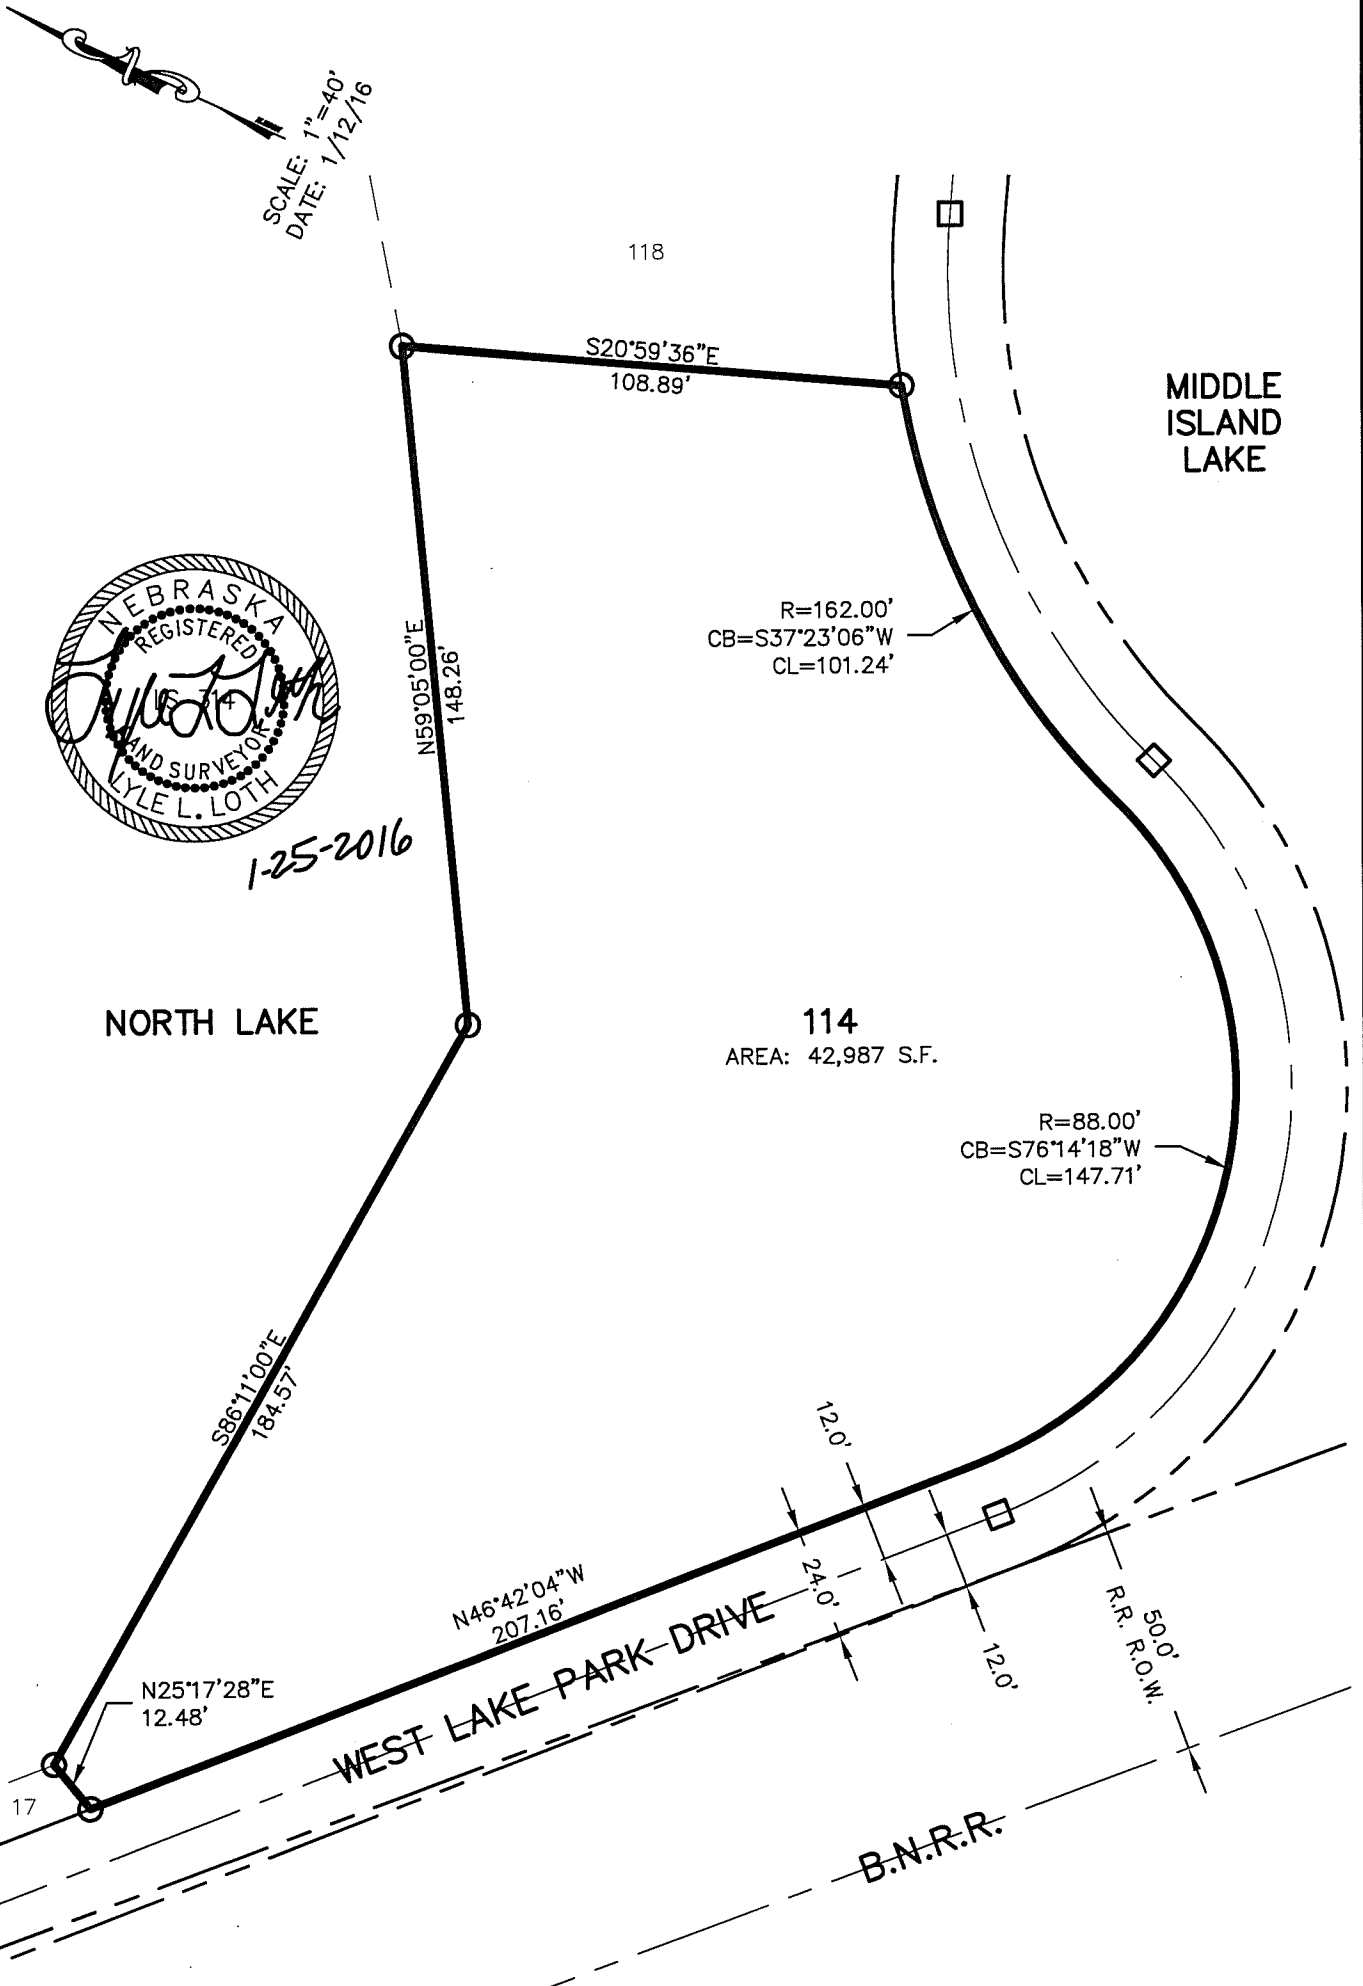 SCALE: 1"=40'
DATE: 1/12/16
118
S20°59'36"E
108.89'
MIDDLE
ISLAND
LAKE
NEBRASKA
REGISTERED
LS 314
LAND SURVEYOR
LYLE L. LOTH
1-25-2016
N59°05'00"E
148.26'
R=162.00'
CB=S37°23'06"W
CL=101.24'
NORTH LAKE
114
AREA: 42,987 S.F.
R=88.00'
CB=S76°14'18"W
CL=147.71'
S86°11'00"E
184.57'
12.0'
24.0'
12.0'
50.0'
R.R. R.O.W.
N46°42'04"W
207.16'
WEST LAKE PARK DRIVE
N25°17'28"E
12.48'
17
B.N.R.R.